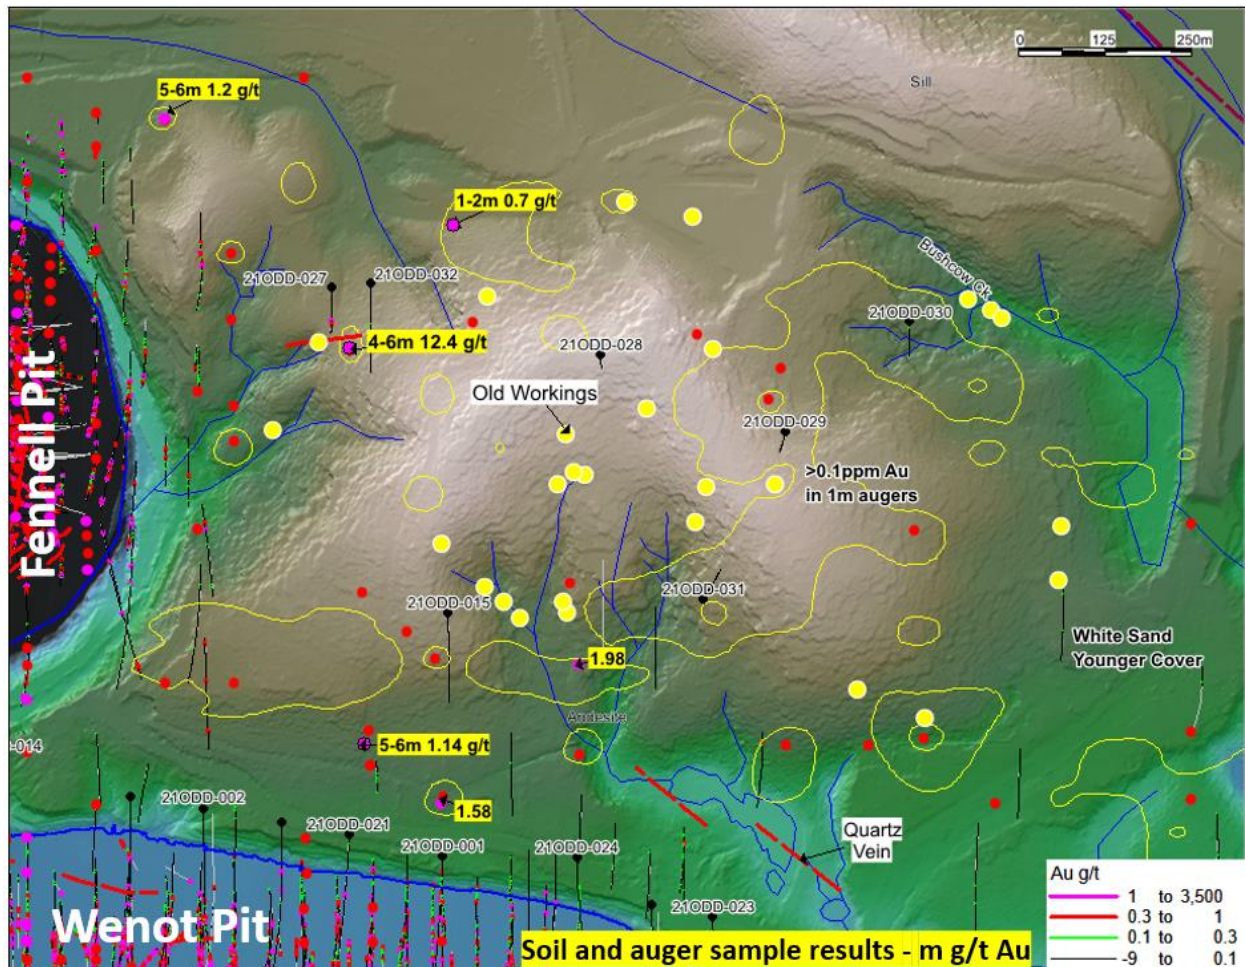 0 125 250m
Sill
5-6m 1.2 g/t
1-2m 0.7 g/t
Bushcow Ck
21ODD-027
21ODD-032
21ODD-030
4-6m 12.4 g/t
21ODD-028
Old Workings
21ODD-029
>0.1ppm Au
in 1m augers
Fennell Pit
21ODD-015
21ODD-031
White Sand
Younger Cover
1.98
Andesite
5-6m 1.14 g/t
-014
21ODD-002
1.58
21ODD-021
21ODD-001
21ODD-024
Quartz
Vein
21ODD-023
Wenot Pit
Soil and auger sample results - m g/t Au
Au g/t
1 to 3,500
0.3 to 1
0.1 to 0.3
-9 to 0.1